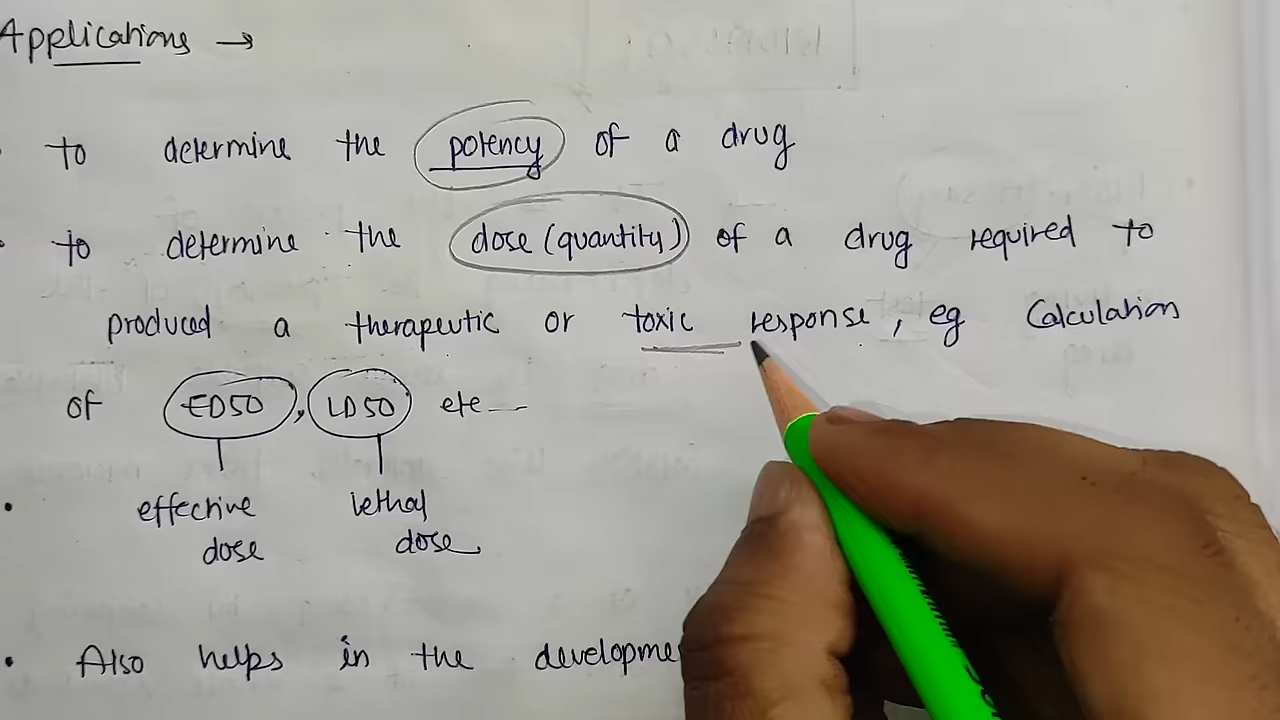 Applications →
to determine the potency of a drug
• to determine the dose (quantity) of a drug required to
produced a therapeutic or toxic response, eg Calculation
of ED50, LD50 etc
• effective lethal
dose dose
• Also helps in the developme